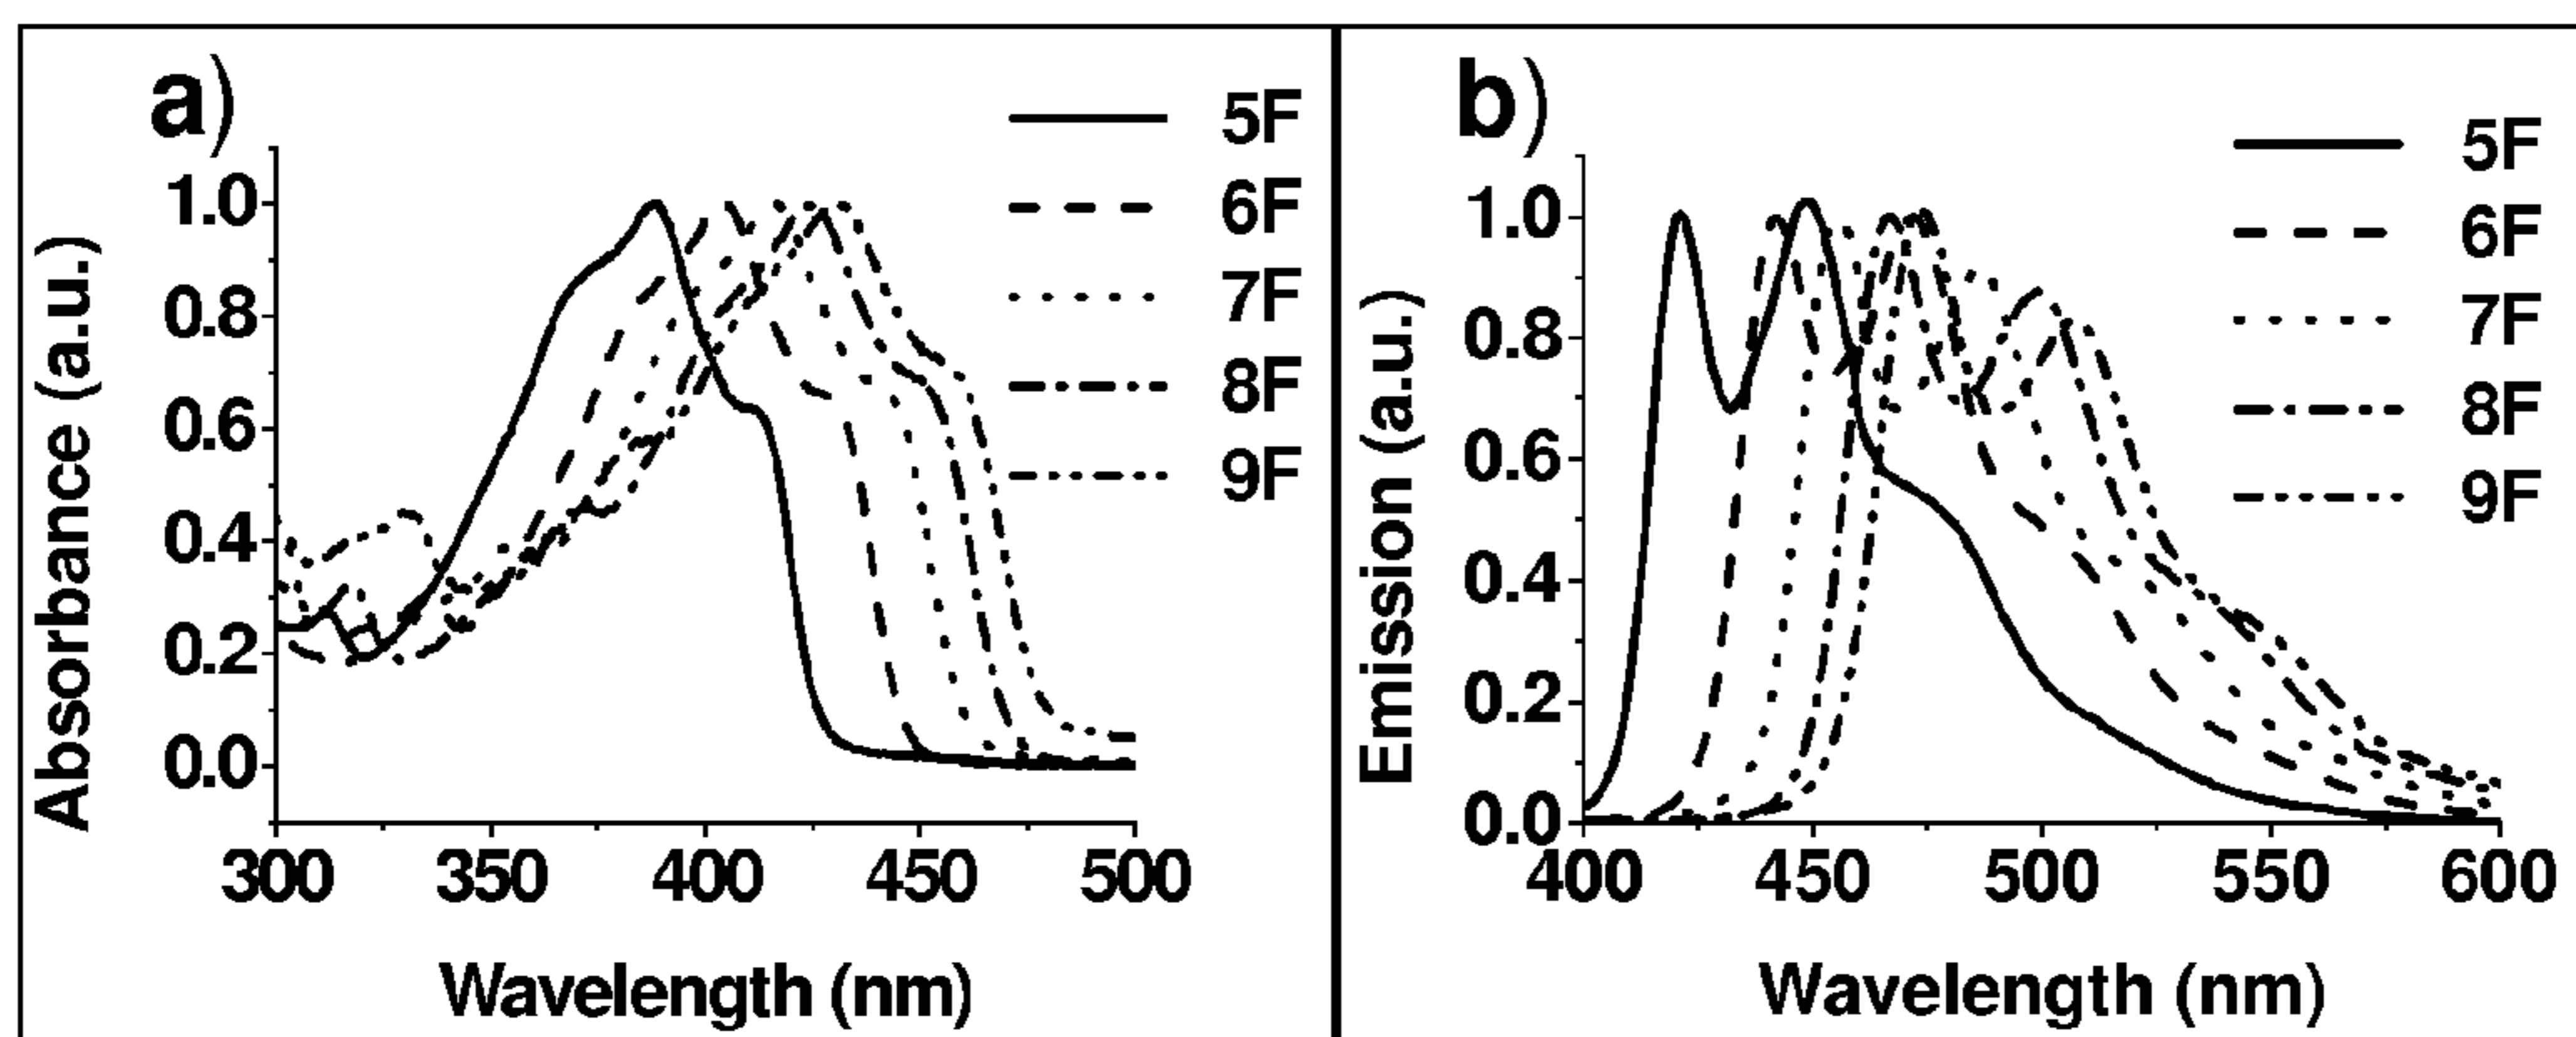 a)
5F
6F
7F
8F
9F
Absorbance (a.u.)
1.0
0.8
0.6
0.4
0.2
0.0
300 350 400 450 500
Wavelength (nm)
b)
5F
6F
7F
8F
9F
Emission (a.u.)
1.0
0.8
0.6
0.4
0.2
0.0
400 450 500 550 600
Wavelength (nm)